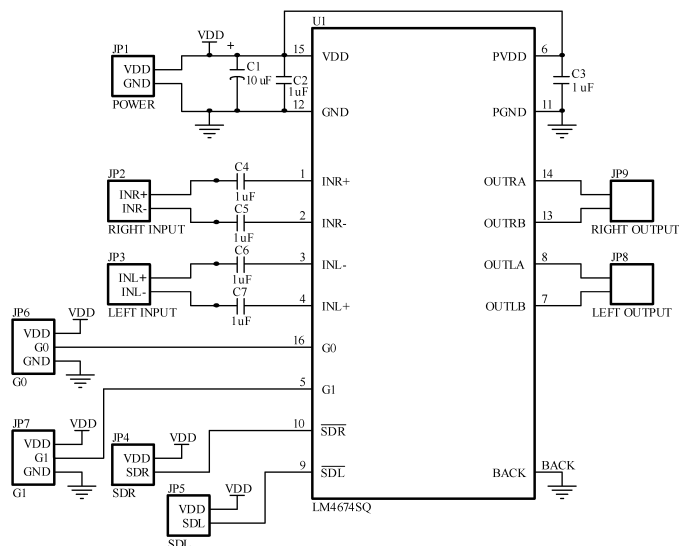 U1
VDD
+
JP1
VDD
GND
POWER
C1
10 uF
C2
1uF
15
VDD
12
GND
PVDD
6
PGND
11
C3
1 uF
JP2
INR+
INR-
RIGHT INPUT
C4
1uF
C5
1uF
1
INR+
2
INR-
OUTRA
14
OUTRB
13
JP9
RIGHT OUTPUT
JP3
INL+
INL-
LEFT INPUT
C6
1uF
C7
1uF
3
INL-
4
INL+
OUTLA
8
OUTLB
7
JP8
LEFT OUTPUT
JP6
VDD
VDD
G0
GND
G0
16
G0
5
G1
JP7
VDD
VDD
G1
GND
G1
JP4
VDD
VDD
SDR
SDR
10
SDR
9
SDL
BACK
BACK
JP5
VDD
VDD
SDL
SDL
LM4674SQ